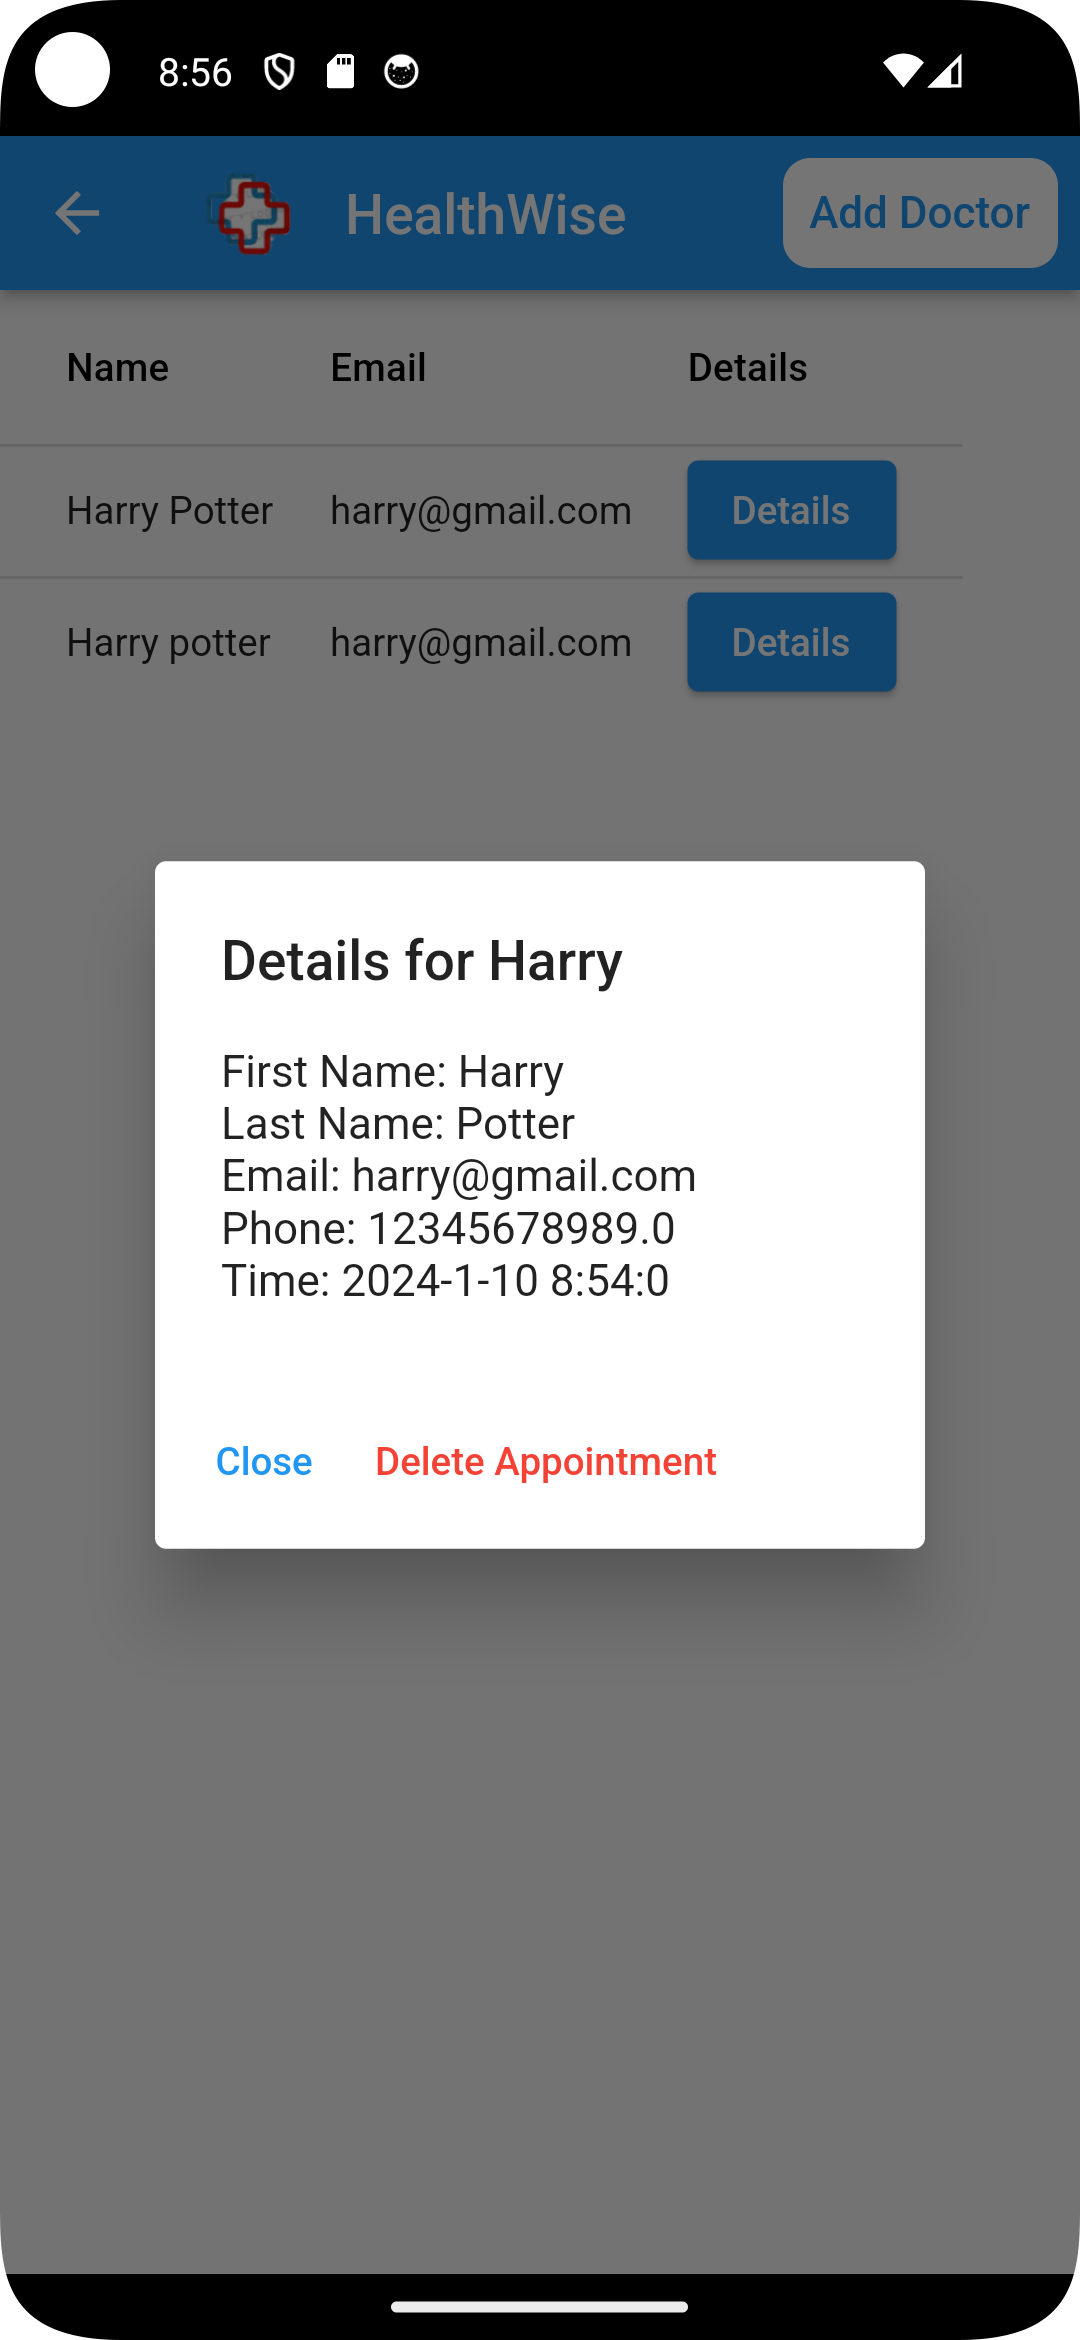 8:56
HealthWise Add Doctor
Name Email Details
Harry Potter harry@gmail.com Details
Harry potter harry@gmail.com Details
Details for Harry
First Name: Harry
Last Name: Potter
Email: harry@gmail.com
Phone: 12345678989.0
Time: 2024-1-10 8:54:0
Close Delete Appointment